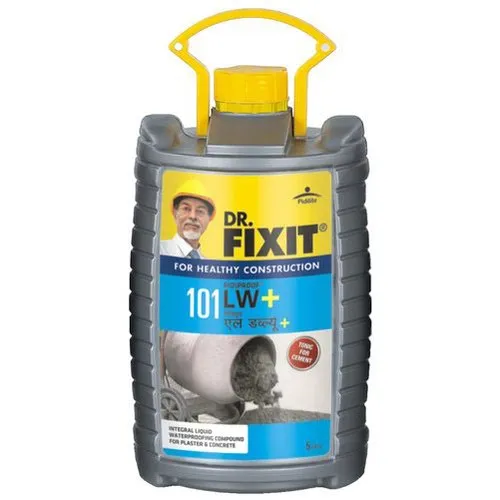 Pidilite
DR.
FIXIT®
FOR HEALTHY CONSTRUCTION
PIDIPROOF
101 LW+
एल डब्ल्यू +
TONIC FOR
CEMENT
INTEGRAL LIQUID
WATERPROOFING COMPOUND
FOR PLASTER & CONCRETE